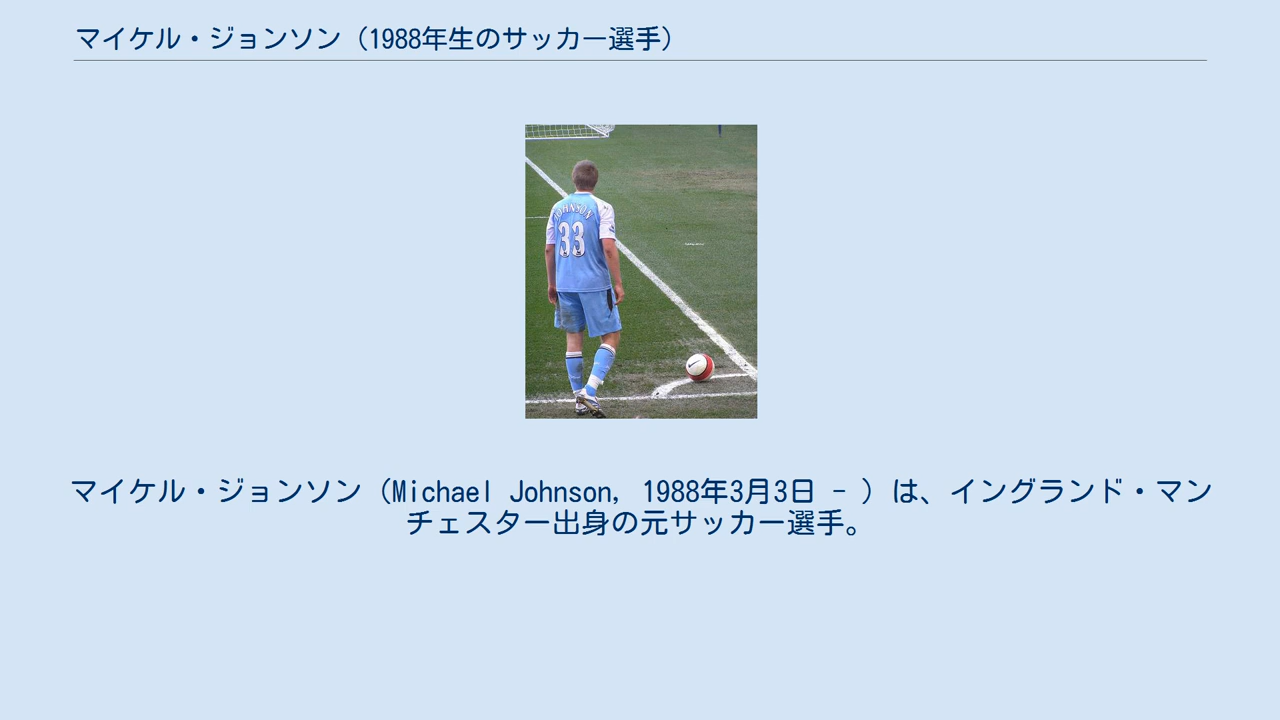 マイケル・ジョンソン（1988年生のサッカー選手）
JOHNSON
33
マイケル・ジョンソン（Michael Johnson, 1988年3月3日 - ）は、イングランド・マン
チェスター出身の元サッカー選手。